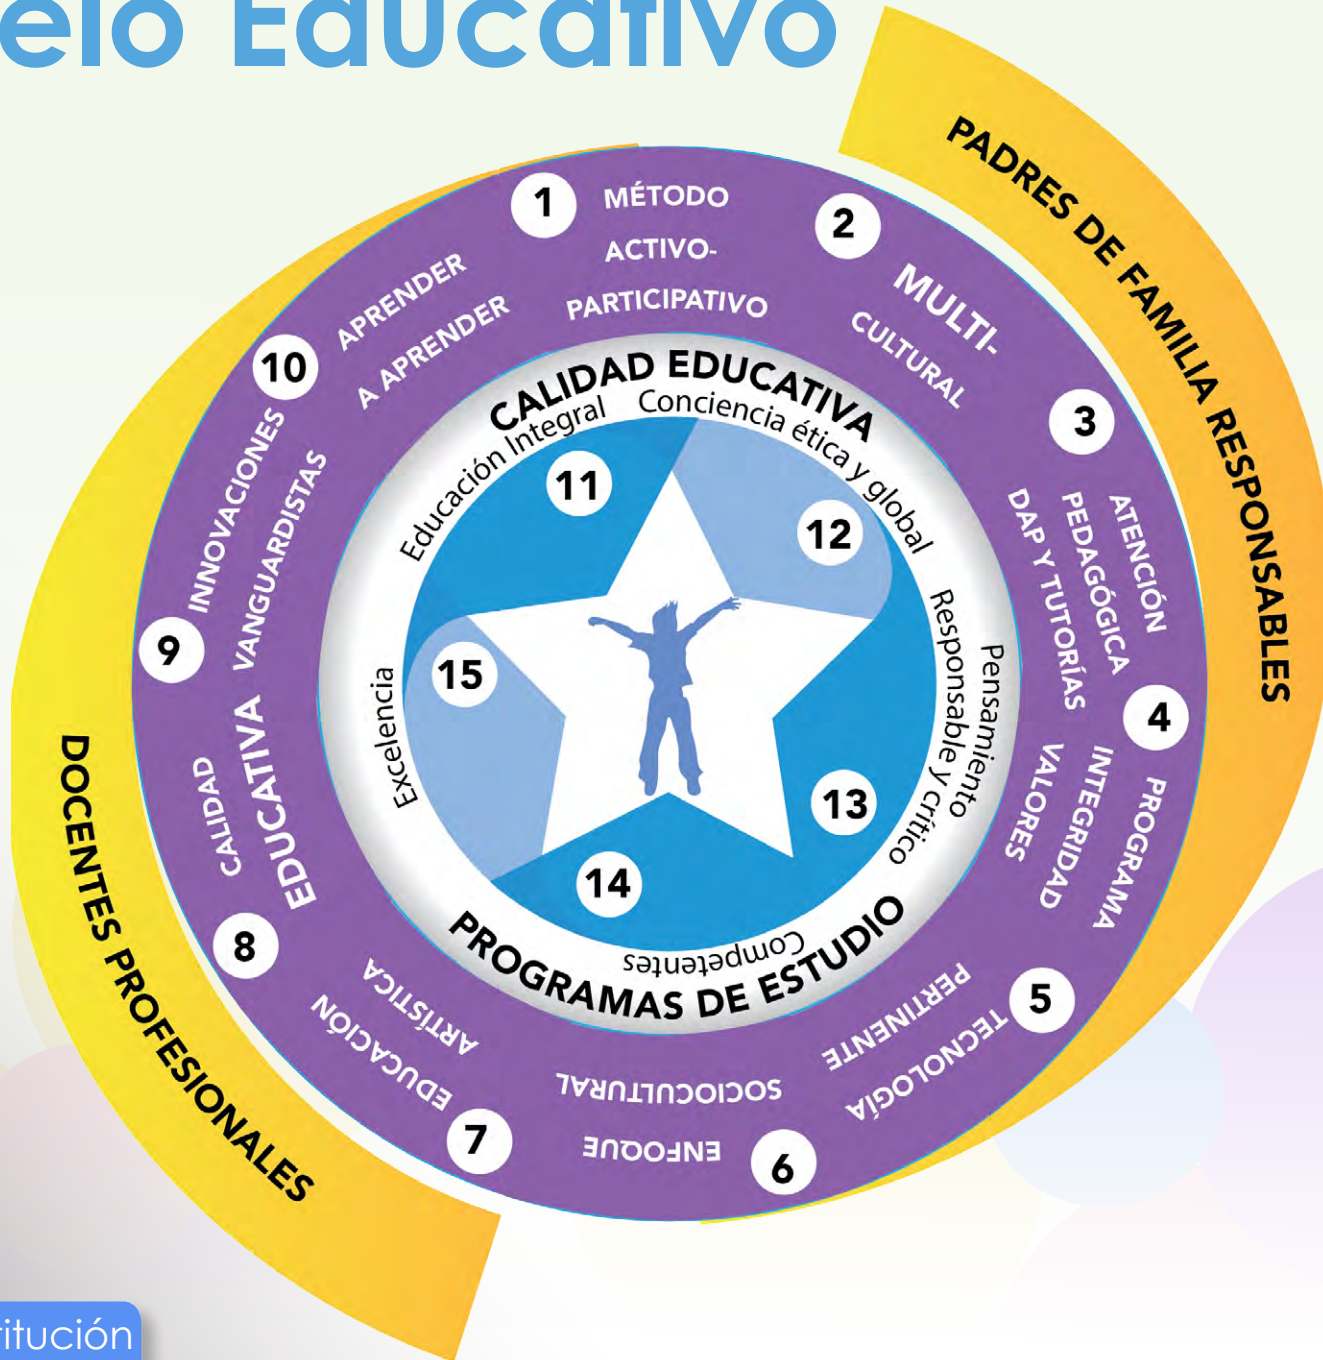 elo Educativo
PADRES DE FAMILIA RESPONSABLES
DOCENTES PROFESIONALES
1
MÉTODO
ACTIVO-
PARTICIPATIVO
2
MULTI-
CULTURAL
3
ATENCIÓN
PEDAGÓGICA
DAP Y TUTORÍAS
4
PROGRAMA
INTEGRIDAD
VALORES
5
TECNOLOGÍA
PERTINENTE
6
ENFOQUE
SOCIOCULTURAL
7
EDUCACIÓN
ARTÍSTICA
8
CALIDAD
EDUCATIVA
9
INNOVACIONES
VANGUARDISTAS
10
APRENDER
A APRENDER
CALIDAD EDUCATIVA
Educación Integral
11
Conciencia ética y global
12
Pensamiento
Responsable y crítico
13
Competentes
14
Excelencia
15
PROGRAMAS DE ESTUDIO
titución